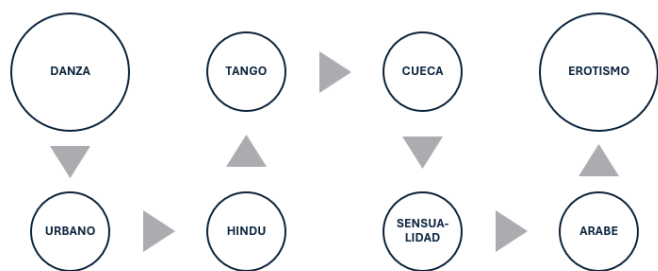 DANZA
TANGO
CUECA
EROTISMO
URBANO
HINDU
SENSUA-
LIDAD
ARABE